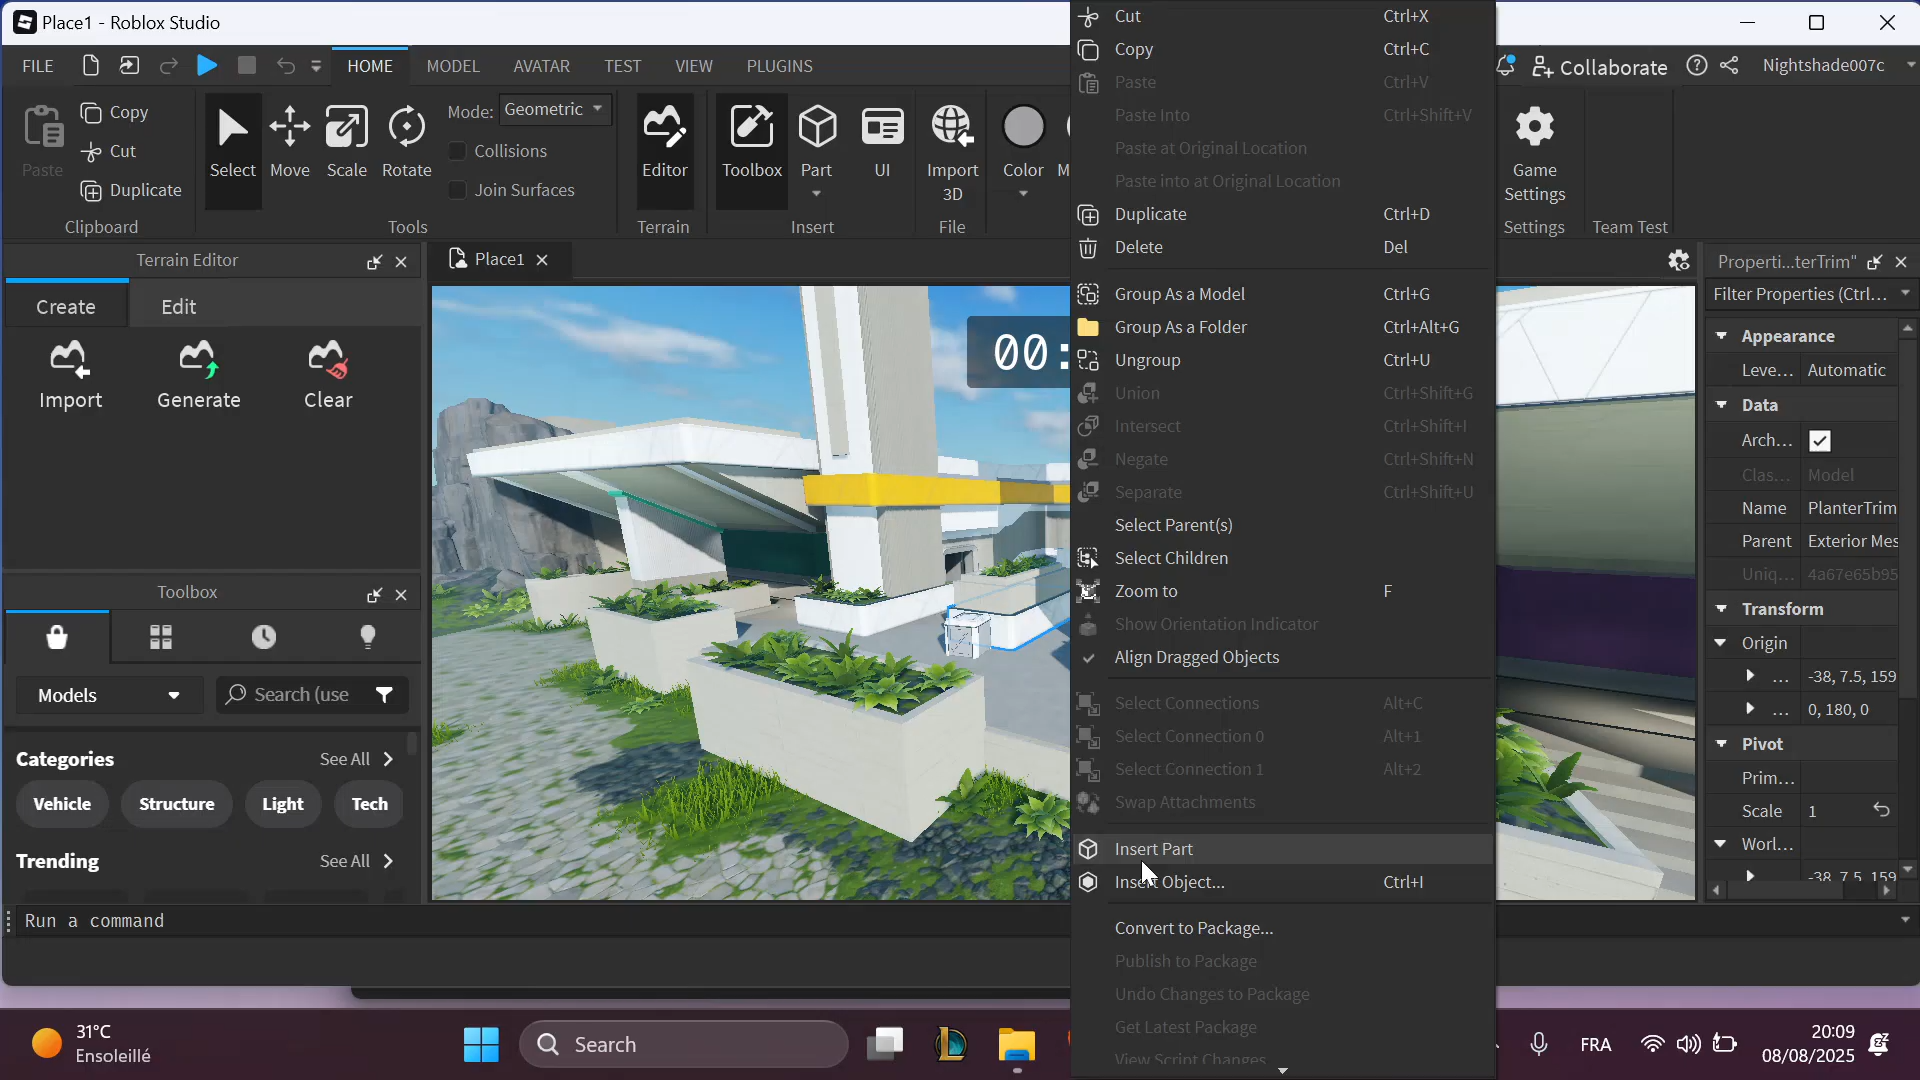 Place1 - Roblox Studio
FILE
HOME
MODEL
AVATAR
TEST
VIEW
PLUGINS
Collaborate
Nightshade007c
Paste
Copy
Cut
Duplicate
Clipboard
Select
Move
Scale
Rotate
Mode: Geometric
Collisions
Join Surfaces
Tools
Editor
Terrain
Toolbox
Part
UI
Insert
Import
3D
File
Color
M
Game
Settings
Settings
Team Test
Terrain Editor
Create
Edit
Import
Generate
Clear
Toolbox
Models
Search (use
Categories
See All
Vehicle
Structure
Light
Tech
Trending
See All
Place1
00:
Cut Ctrl+X
Copy Ctrl+C
Paste Ctrl+V
Paste Into Ctrl+Shift+V
Paste at Original Location
Paste into at Original Location
Duplicate Ctrl+D
Delete Del
Group As a Model Ctrl+G
Group As a Folder Ctrl+Alt+G
Ungroup Ctrl+U
Union Ctrl+Shift+G
Intersect Ctrl+Shift+I
Negate Ctrl+Shift+N
Separate Ctrl+Shift+U
Select Parent(s)
Select Children
Zoom to F
Show Orientation Indicator
Align Dragged Objects
Select Connections Alt+C
Select Connection 0 Alt+1
Select Connection 1 Alt+2
Swap Attachments
Insert Part
Insert Object... Ctrl+I
Convert to Package...
Publish to Package
Undo Changes to Package
Get Latest Package
View Script Changes
Properti...terTrim"
Filter Properties (Ctrl...
Appearance
Leve... Automatic
Data
Arch...
Clas... Model
Name PlanterTrim
Parent Exterior Mes
Uniq... 4a67e65b95
Transform
Origin
... -38, 7.5, 159
... 0, 180, 0
Pivot
Prim...
Scale 1
Worl...
-38 7.5 159
Run a command
31°C
Ensoleillé
Search
FRA
20:09
08/08/2025